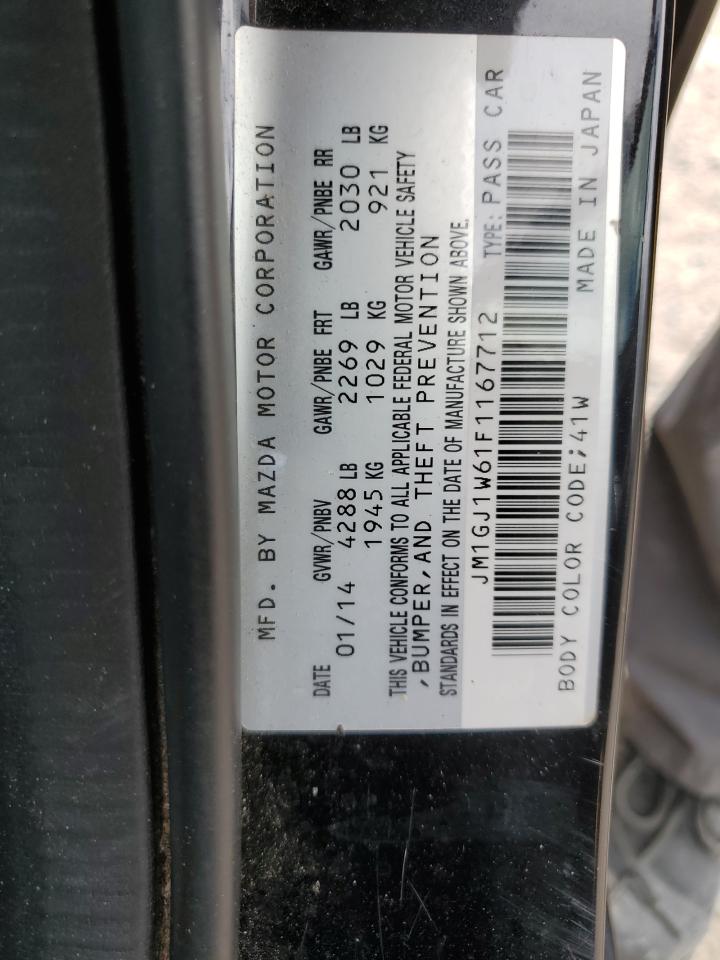 MFD. BY MAZDA MOTOR CORPORATION
DATE GVWR/PNBV GAWR/PNBE FRT GAWR/PNBE RR
01/14 4288 LB 2269 LB 2030 LB
1945 KG 1029 KG 921 KG
THIS VEHICLE CONFORMS TO ALL APPLICABLE FEDERAL MOTOR VEHICLE SAFETY
,BUMPER,AND THEFT PREVENTION
STANDARDS IN EFFECT ON THE DATE OF MANUFACTURE SHOWN ABOVE.
JM1GJ1W61F1167712 TYPE: PASS CAR
BODY COLOR CODE;41W MADE IN JAPAN